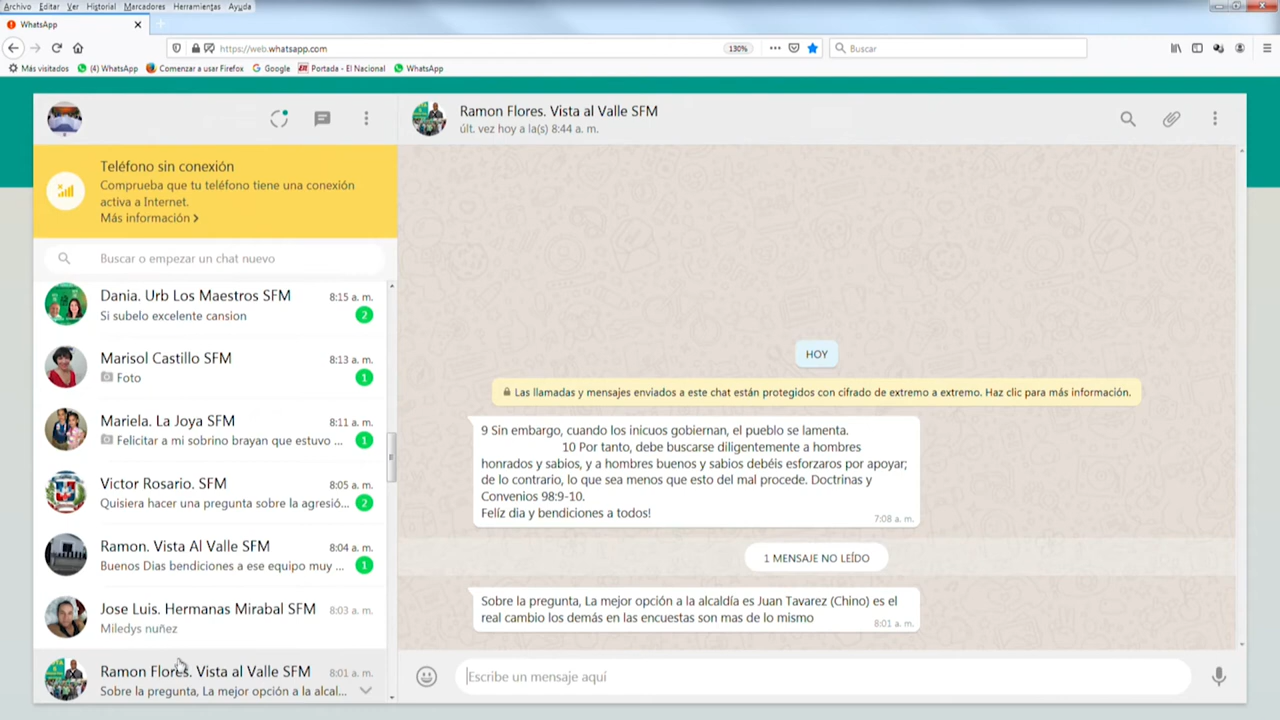 Archivo Editar Ver Historial Marcadores Herramientas Ayuda
WhatsApp
https://web.whatsapp.com
130%
Buscar
Más visitados
(4) WhatsApp
Comenzar a usar Firefox
Google
Portada - El Nacional
WhatsApp
Teléfono sin conexión
Comprueba que tu teléfono tiene una conexión
activa a Internet.
Más información
Buscar o empezar un chat nuevo
Dania. Urb Los Maestros SFM 8:15 a. m.
Si subelo excelente cansion 2
Marisol Castillo SFM 8:13 a. m.
Foto 1
Mariela. La Joya SFM 8:11 a. m.
Felicitar a mi sobrino brayan que estuvo ... 1
Victor Rosario. SFM 8:05 a. m.
Quisiera hacer una pregunta sobre la agresió... 2
Ramon. Vista Al Valle SFM 8:04 a. m.
Buenos Dias bendiciones a ese equipo muy ... 1
Jose Luis. Hermanas Mirabal SFM 8:03 a. m.
Miledys nuñez
Ramon Flores. Vista al Valle SFM 8:01 a. m.
Sobre la pregunta, La mejor opción a la alcal...
Ramon Flores. Vista al Valle SFM
últ. vez hoy a la(s) 8:44 a. m.
HOY
Las llamadas y mensajes enviados a este chat están protegidos con cifrado de extremo a extremo. Haz clic para más información.
9 Sin embargo, cuando los inicuos gobiernan, el pueblo se lamenta.
10 Por tanto, debe buscarse diligentemente a hombres
honrados y sabios, y a hombres buenos y sabios debéis esforzaros por apoyar;
de lo contrario, lo que sea menos que esto del mal procede. Doctrinas y
Convenios 98:9-10.
Felíz dia y bendiciones a todos!
7:08 a. m.
1 MENSAJE NO LEÍDO
Sobre la pregunta, La mejor opción a la alcaldía es Juan Tavarez (Chino) es el
real cambio los demás en las encuestas son mas de lo mismo
8:01 a. m.
Escribe un mensaje aquí